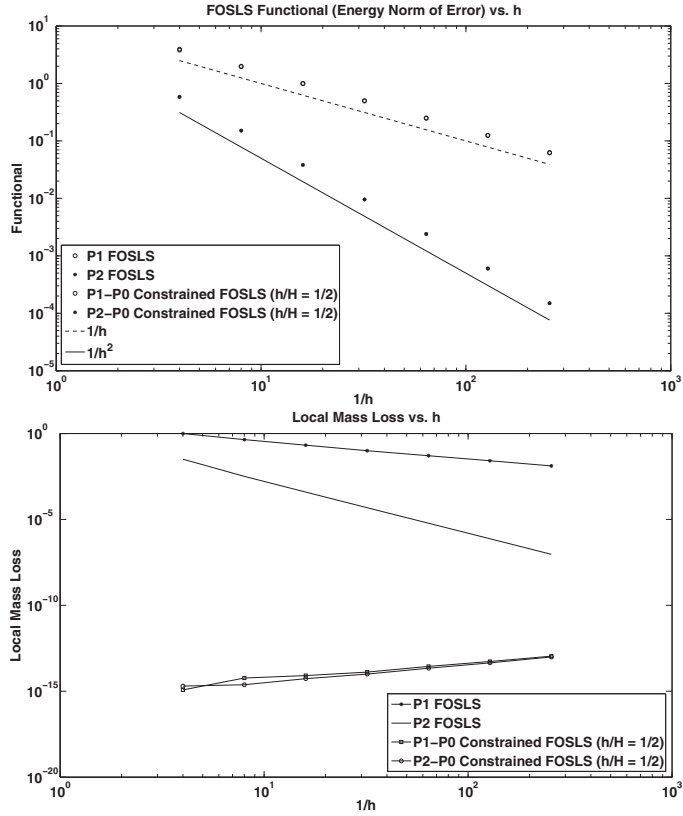 FOSLS Functional (Energy Norm of Error) vs. h
10^1
10^0
10^-1
10^-2
10^-3
10^-4
10^-5
Functional
P1 FOSLS
P2 FOSLS
P1−P0 Constrained FOSLS (h/H = 1/2)
P2−P0 Constrained FOSLS (h/H = 1/2)
1/h
1/h^2
10^0 10^1 10^2 10^3
1/h
Local Mass Loss vs. h
10^0
10^-5
10^-10
10^-15
10^-20
Local Mass Loss
P1 FOSLS
P2 FOSLS
P1−P0 Constrained FOSLS (h/H = 1/2)
P2−P0 Constrained FOSLS (h/H = 1/2)
10^0 10^1 10^2 10^3
1/h